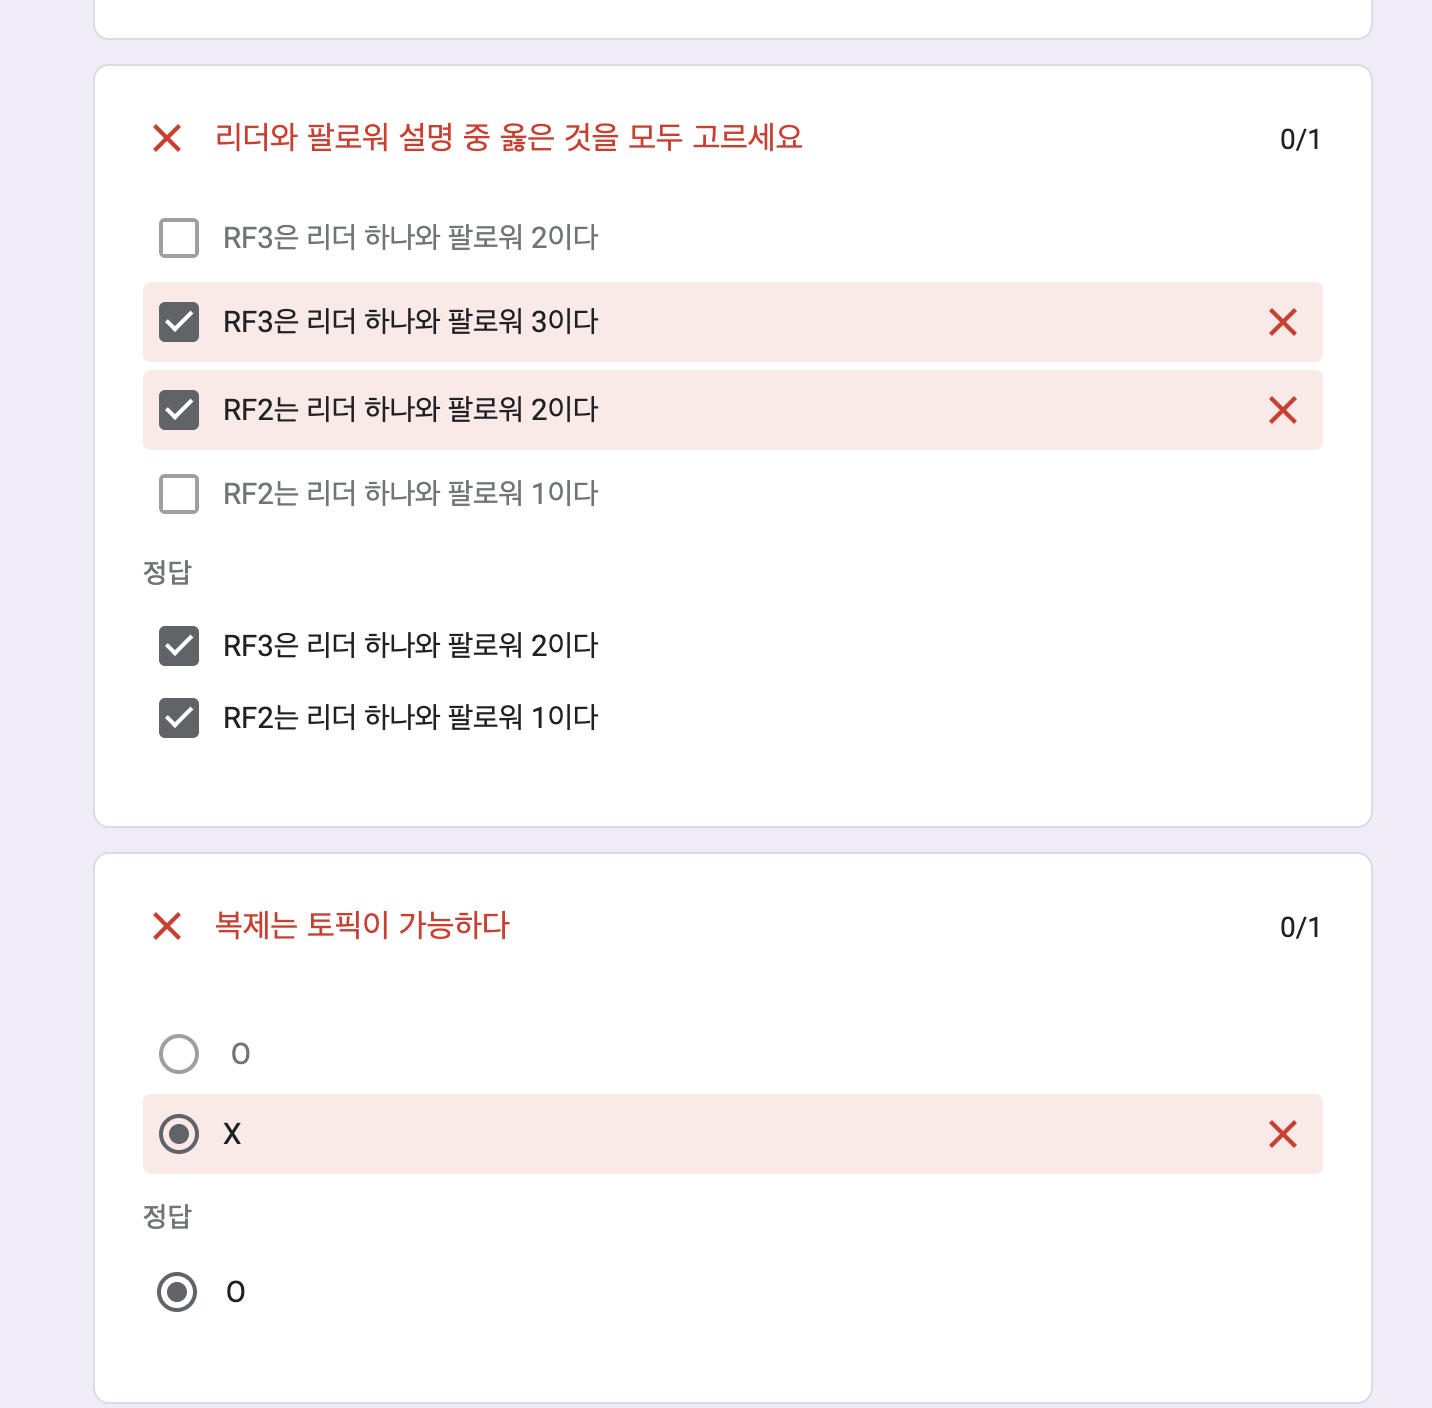 리더와 팔로워 설명 중 옳은 것을 모두 고르세요
0/1
RF3은 리더 하나와 팔로워 2이다
RF3은 리더 하나와 팔로워 3이다
RF2는 리더 하나와 팔로워 2이다
RF2는 리더 하나와 팔로워 1이다
정답
RF3은 리더 하나와 팔로워 2이다
RF2는 리더 하나와 팔로워 1이다
복제는 토픽이 가능하다
0/1
O
X
정답
O